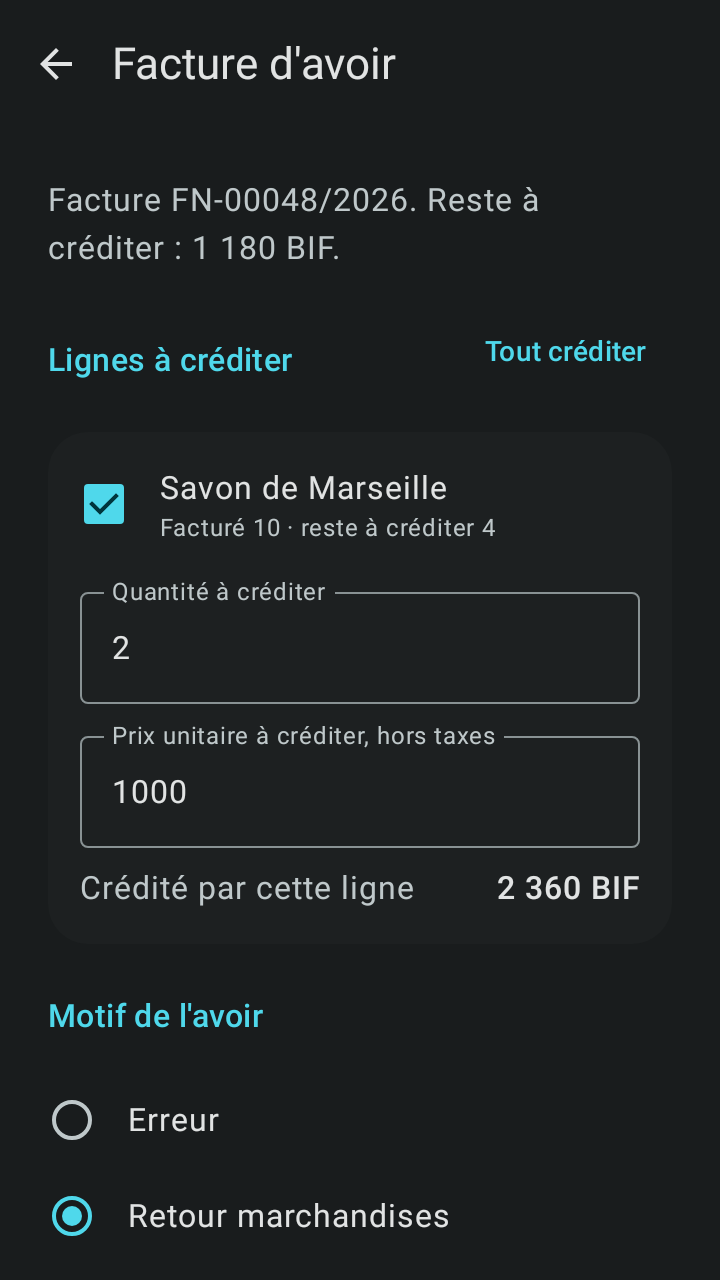 Facture d'avoir
Facture FN-00048/2026. Reste à
créditer : 1 180 BIF.
Lignes à créditer
Tout créditer
Savon de Marseille
Facturé 10 · reste à créditer 4
Quantité à créditer
2
Prix unitaire à créditer, hors taxes
1000
Crédité par cette ligne
2 360 BIF
Motif de l'avoir
Erreur
Retour marchandises